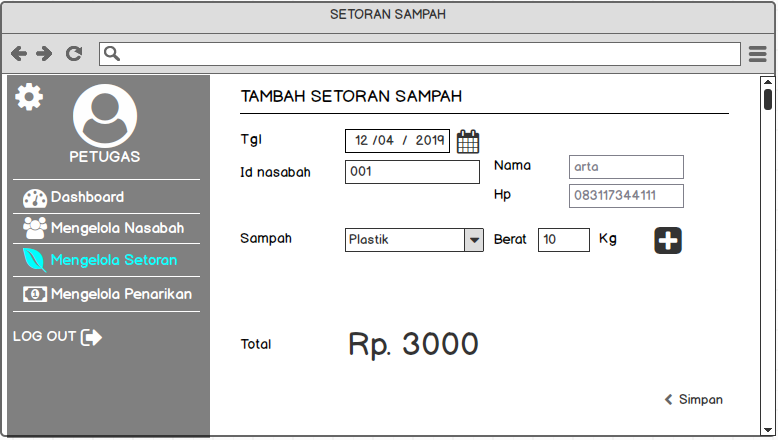 SETORAN SAMPAH
PETUGAS
Dashboard
Mengelola Nasabah
Mengelola Setoran
Mengelola Penarikan
LOG OUT
TAMBAH SETORAN SAMPAH
Tgl 12 /04 / 2019
Id nasabah 001
Nama arta
Hp 083117344111
Sampah Plastik Berat 10 Kg
Total Rp. 3000
Simpan